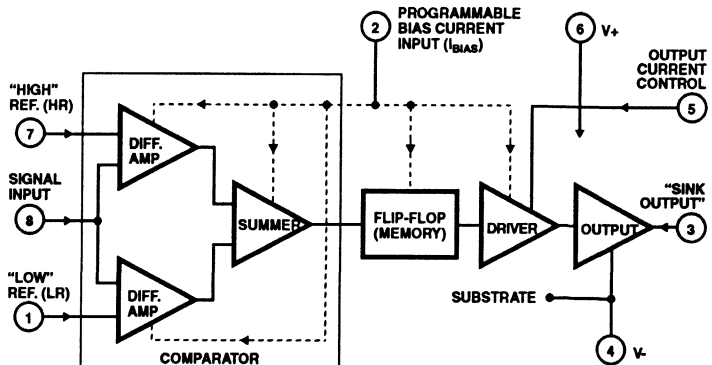 2
PROGRAMMABLE
BIAS CURRENT
INPUT (IBIAS)
6
V+
OUTPUT
CURRENT
CONTROL
5
"HIGH"
REF. (HR)
7
DIFF.
AMP
SIGNAL
INPUT
8
SUMMER
FLIP-FLOP
(MEMORY)
DRIVER
OUTPUT
"SINK
OUTPUT"
3
"LOW"
REF. (LR)
1
DIFF.
AMP
SUBSTRATE
4
V-
COMPARATOR